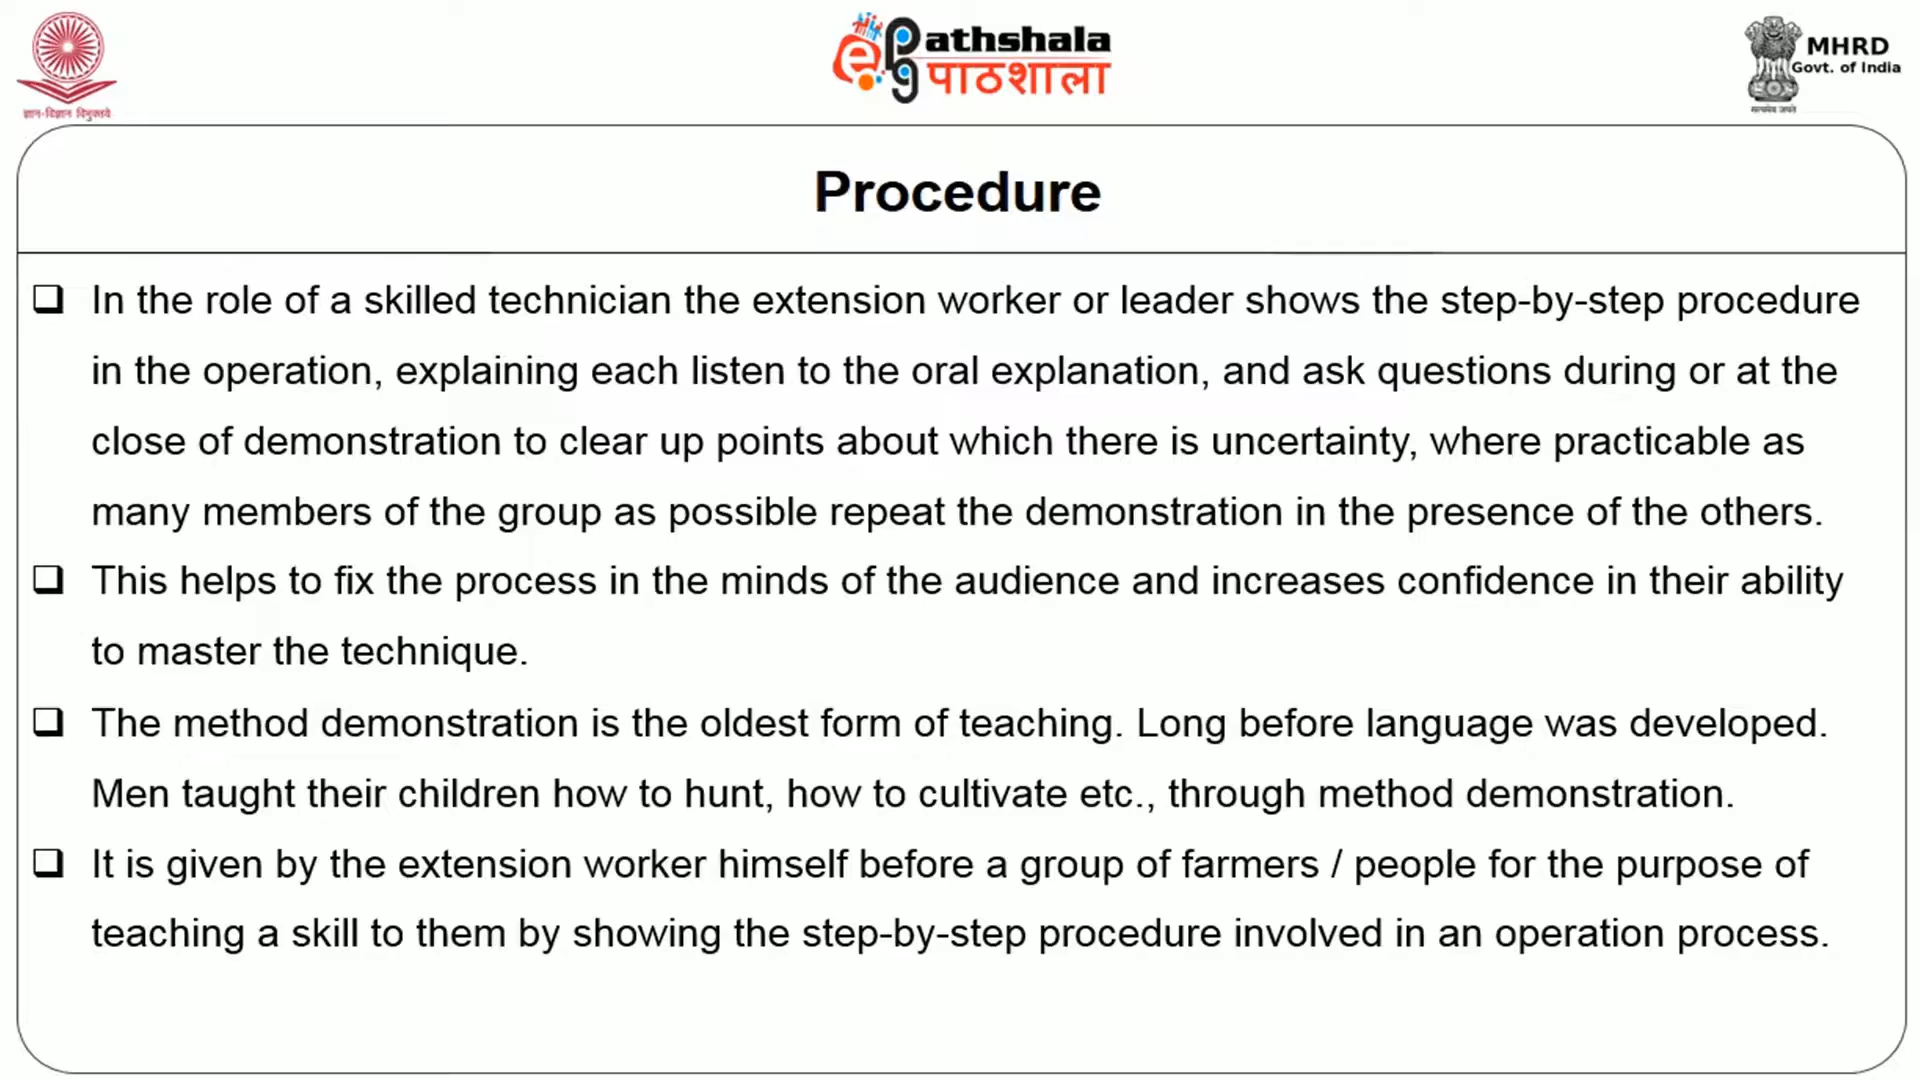 ज्ञान-विज्ञान विमुक्तये
ePathshala
पाठशाला
MHRD
Govt. of India
सत्यमेव जयते
Procedure
In the role of a skilled technician the extension worker or leader shows the step-by-step procedure
in the operation, explaining each listen to the oral explanation, and ask questions during or at the
close of demonstration to clear up points about which there is uncertainty, where practicable as
many members of the group as possible repeat the demonstration in the presence of the others.
This helps to fix the process in the minds of the audience and increases confidence in their ability
to master the technique.
The method demonstration is the oldest form of teaching. Long before language was developed.
Men taught their children how to hunt, how to cultivate etc., through method demonstration.
It is given by the extension worker himself before a group of farmers / people for the purpose of
teaching a skill to them by showing the step-by-step procedure involved in an operation process.